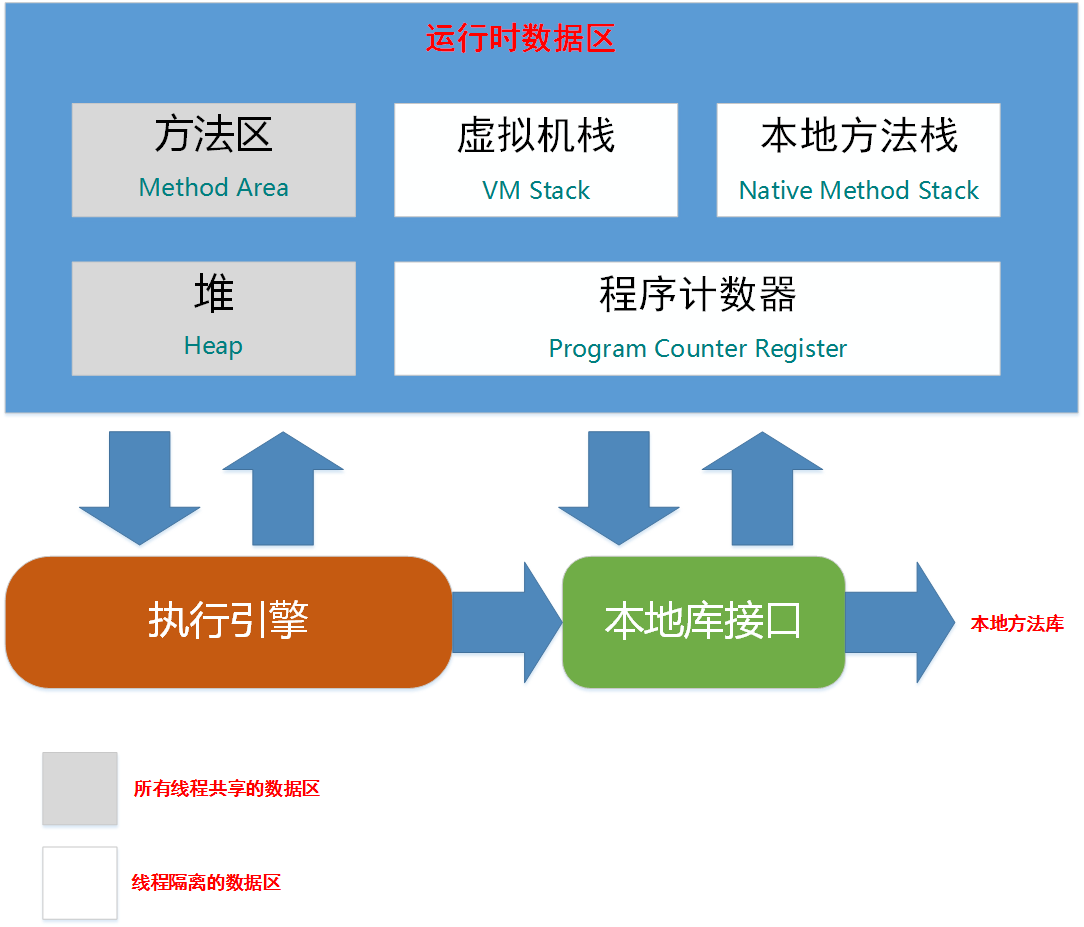 运行时数据区
方法区
Method Area
虚拟机栈
VM Stack
本地方法栈
Native Method Stack
堆
Heap
程序计数器
Program Counter Register
执行引擎
本地库接口
本地方法库
所有线程共享的数据区
线程隔离的数据区